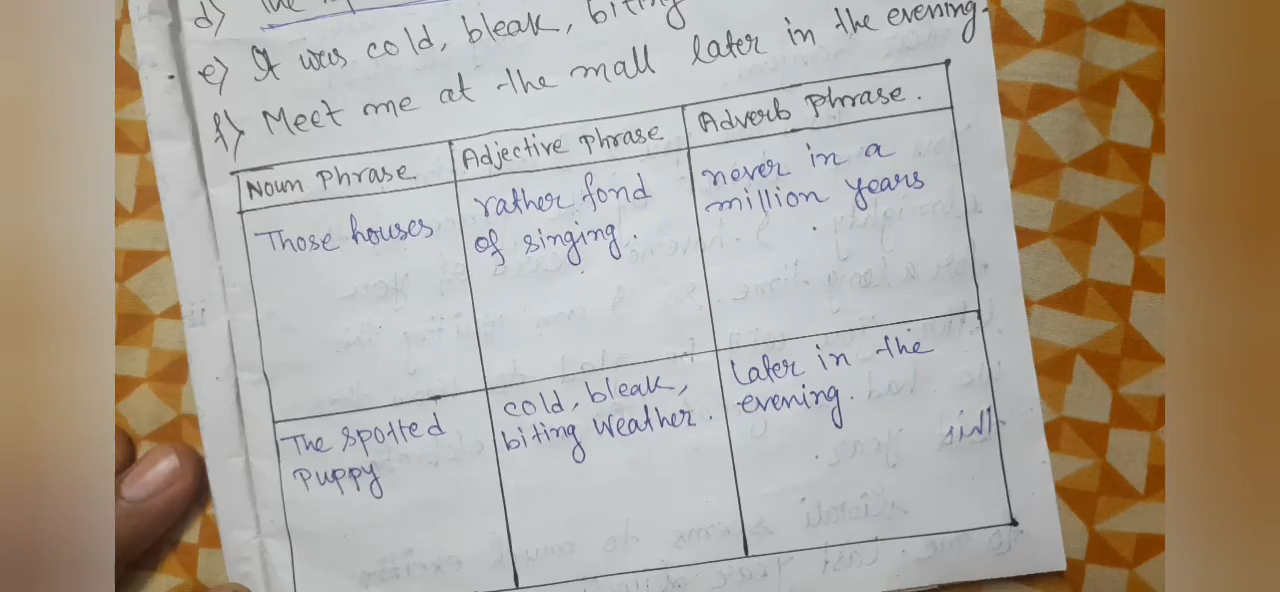 d) The
e) It was cold, bleak, biting
f) Meet me at the mall later in the evening.
Noun Phrase.
Adjective Phrase
Adverb Phrase.
Those houses
rather fond
of singing.
never in a
million years
The spotted
puppy
cold, bleak,
biting weather.
later in the
evening.